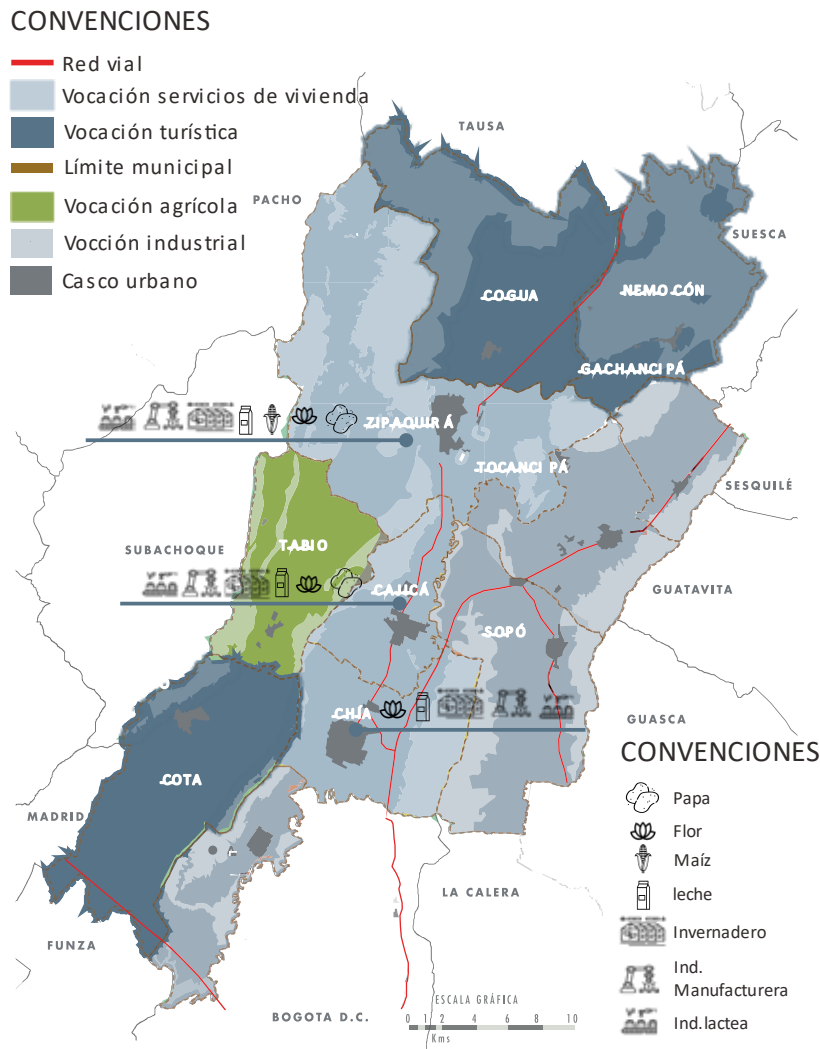 CONVENCIONES
Red vial
Vocación servicios de vivienda
Vocación turística
Límite municipal
Vocación agrícola
Vocción industrial
Casco urbano
TAUSA
PACHO
SUESCA
COGUA
NEMOCÓN
GACHANCIPÁ
ZIPAQUIRÁ
TOCANCIPÁ
SESQUILÉ
SUBACHOQUE
TABIO
CAJICÁ
GUATAVITA
SOPÓ
CHÍA
GUASCA
COTA
MADRID
CONVENCIONES
Papa
Flor
Maíz
leche
Invernadero
Ind.
Manufacturera
Ind.lactea
LA CALERA
FUNZA
BOGOTA D.C.
ESCALA GRÁFICA
0 1 2 4 6 8 10
Kms